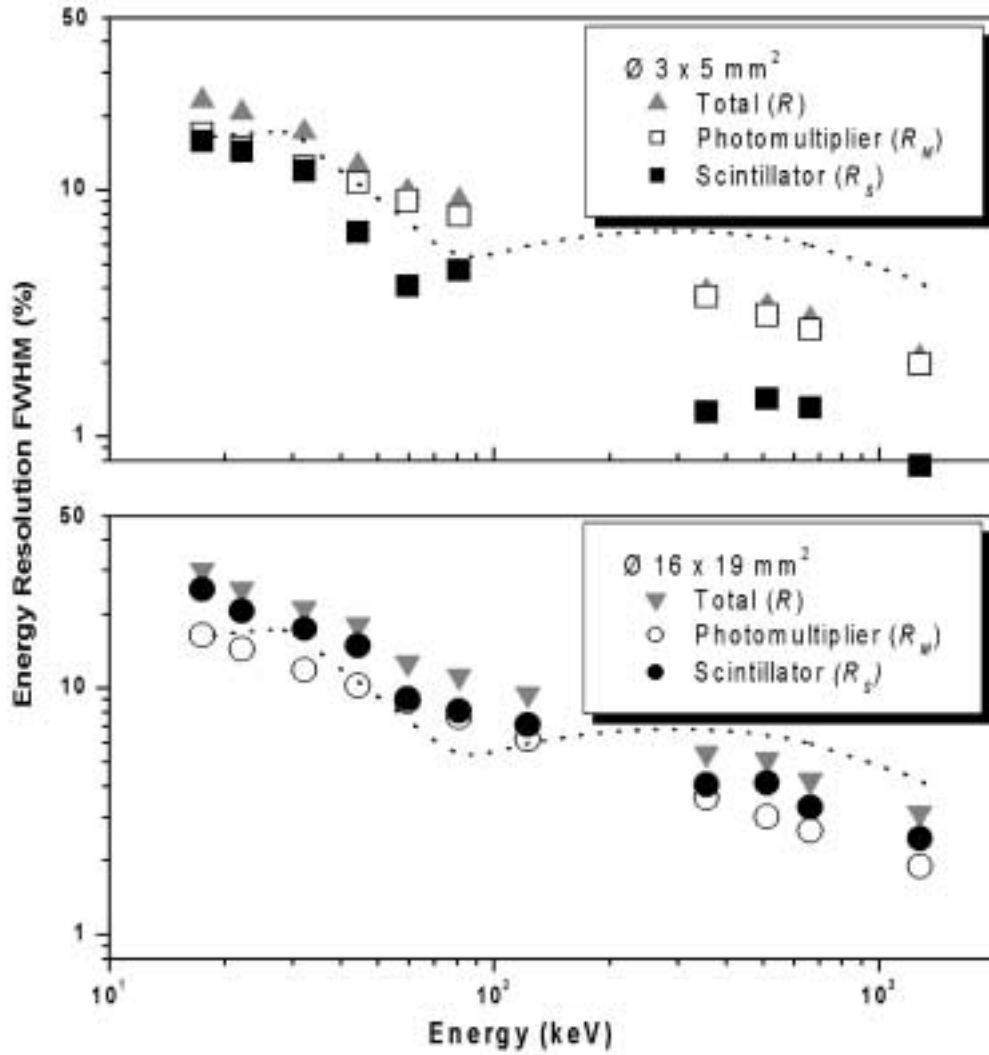 Energy Resolution FWHM (%)
50
10
1
Ø 3 x 5 mm²
Total (R)
Photomultiplier (R_M)
Scintillator (R_s)
50
10
1
Ø 16 x 19 mm²
Total (R)
Photomultiplier (R_M)
Scintillator (R_s)
10¹ 10² 10³
Energy (keV)